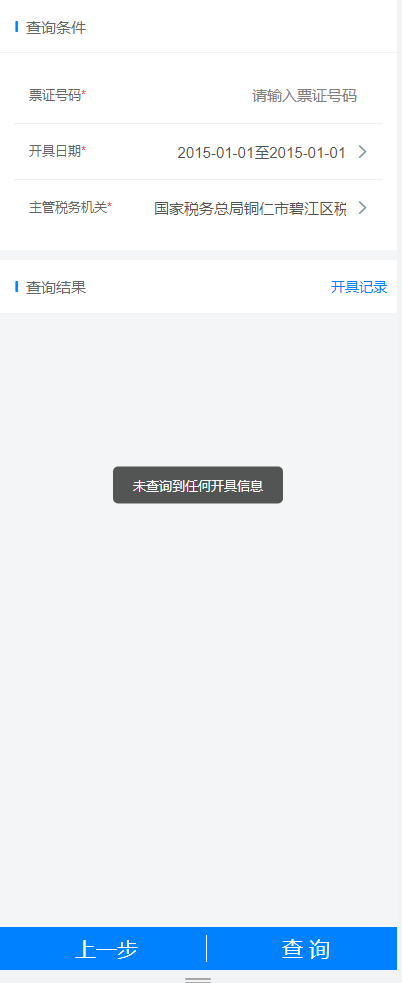 查询条件
票证号码*
请输入票证号码
开具日期*
2015-01-01至2015-01-01
主管税务机关*
国家税务总局铜仁市碧江区税
查询结果
开具记录
未查询到任何开具信息
上一步
查 询